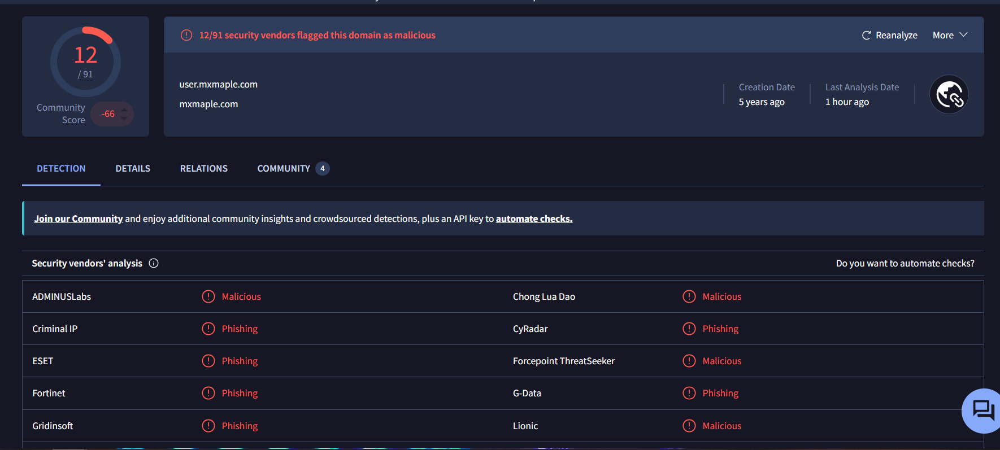 12
/ 91
Community
Score
-66
12/91 security vendors flagged this domain as malicious
Reanalyze
More
user.mxmaple.com
mxmaple.com
Creation Date
5 years ago
Last Analysis Date
1 hour ago
DETECTION
DETAILS
RELATIONS
COMMUNITY 4
Join our Community and enjoy additional community insights and crowdsourced detections, plus an API key to automate checks.
Security vendors' analysis
Do you want to automate checks?
ADMINUSLabs Malicious Chong Lua Dao Malicious
Criminal IP Phishing CyRadar Phishing
ESET Phishing Forcepoint ThreatSeeker Malicious
Fortinet Phishing G-Data Phishing
Gridinsoft Phishing Lionic Malicious